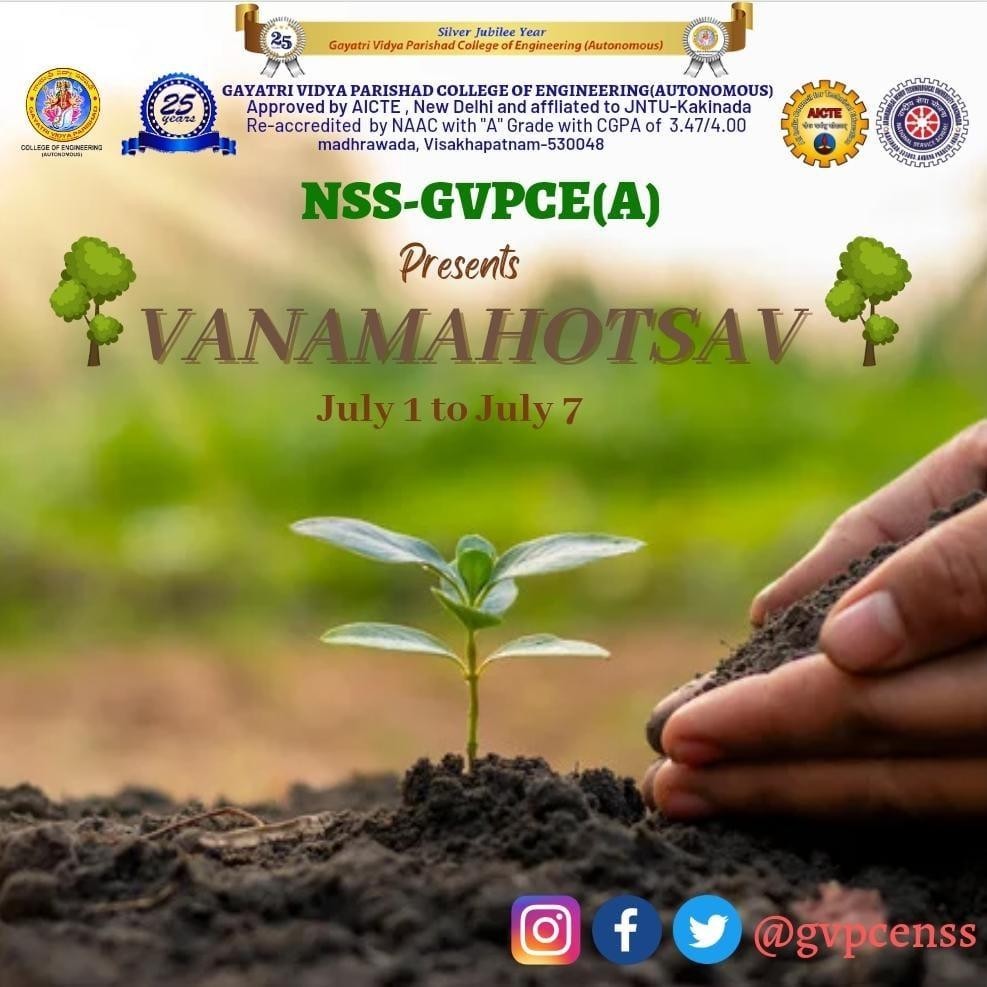 Silver Jubilee Year
25
Gayatri Vidya Parishad College of Engineering (Autonomous)
GAYATRI VIDYA PARISHAD COLLEGE OF ENGINEERING(AUTONOMOUS)
Approved by AICTE , New Delhi and affliated to JNTU-Kakinada
Re-accredited by NAAC with "A" Grade with CGPA of 3.47/4.00
madhrawada, Visakhapatnam-530048
COLLEGE OF ENGINEERING
(AUTONOMOUS)
25
years
AICTE
NSS-GVPCE(A)
Presents
VANAMAHOTSAV
July 1 to July 7
@gvpcenss